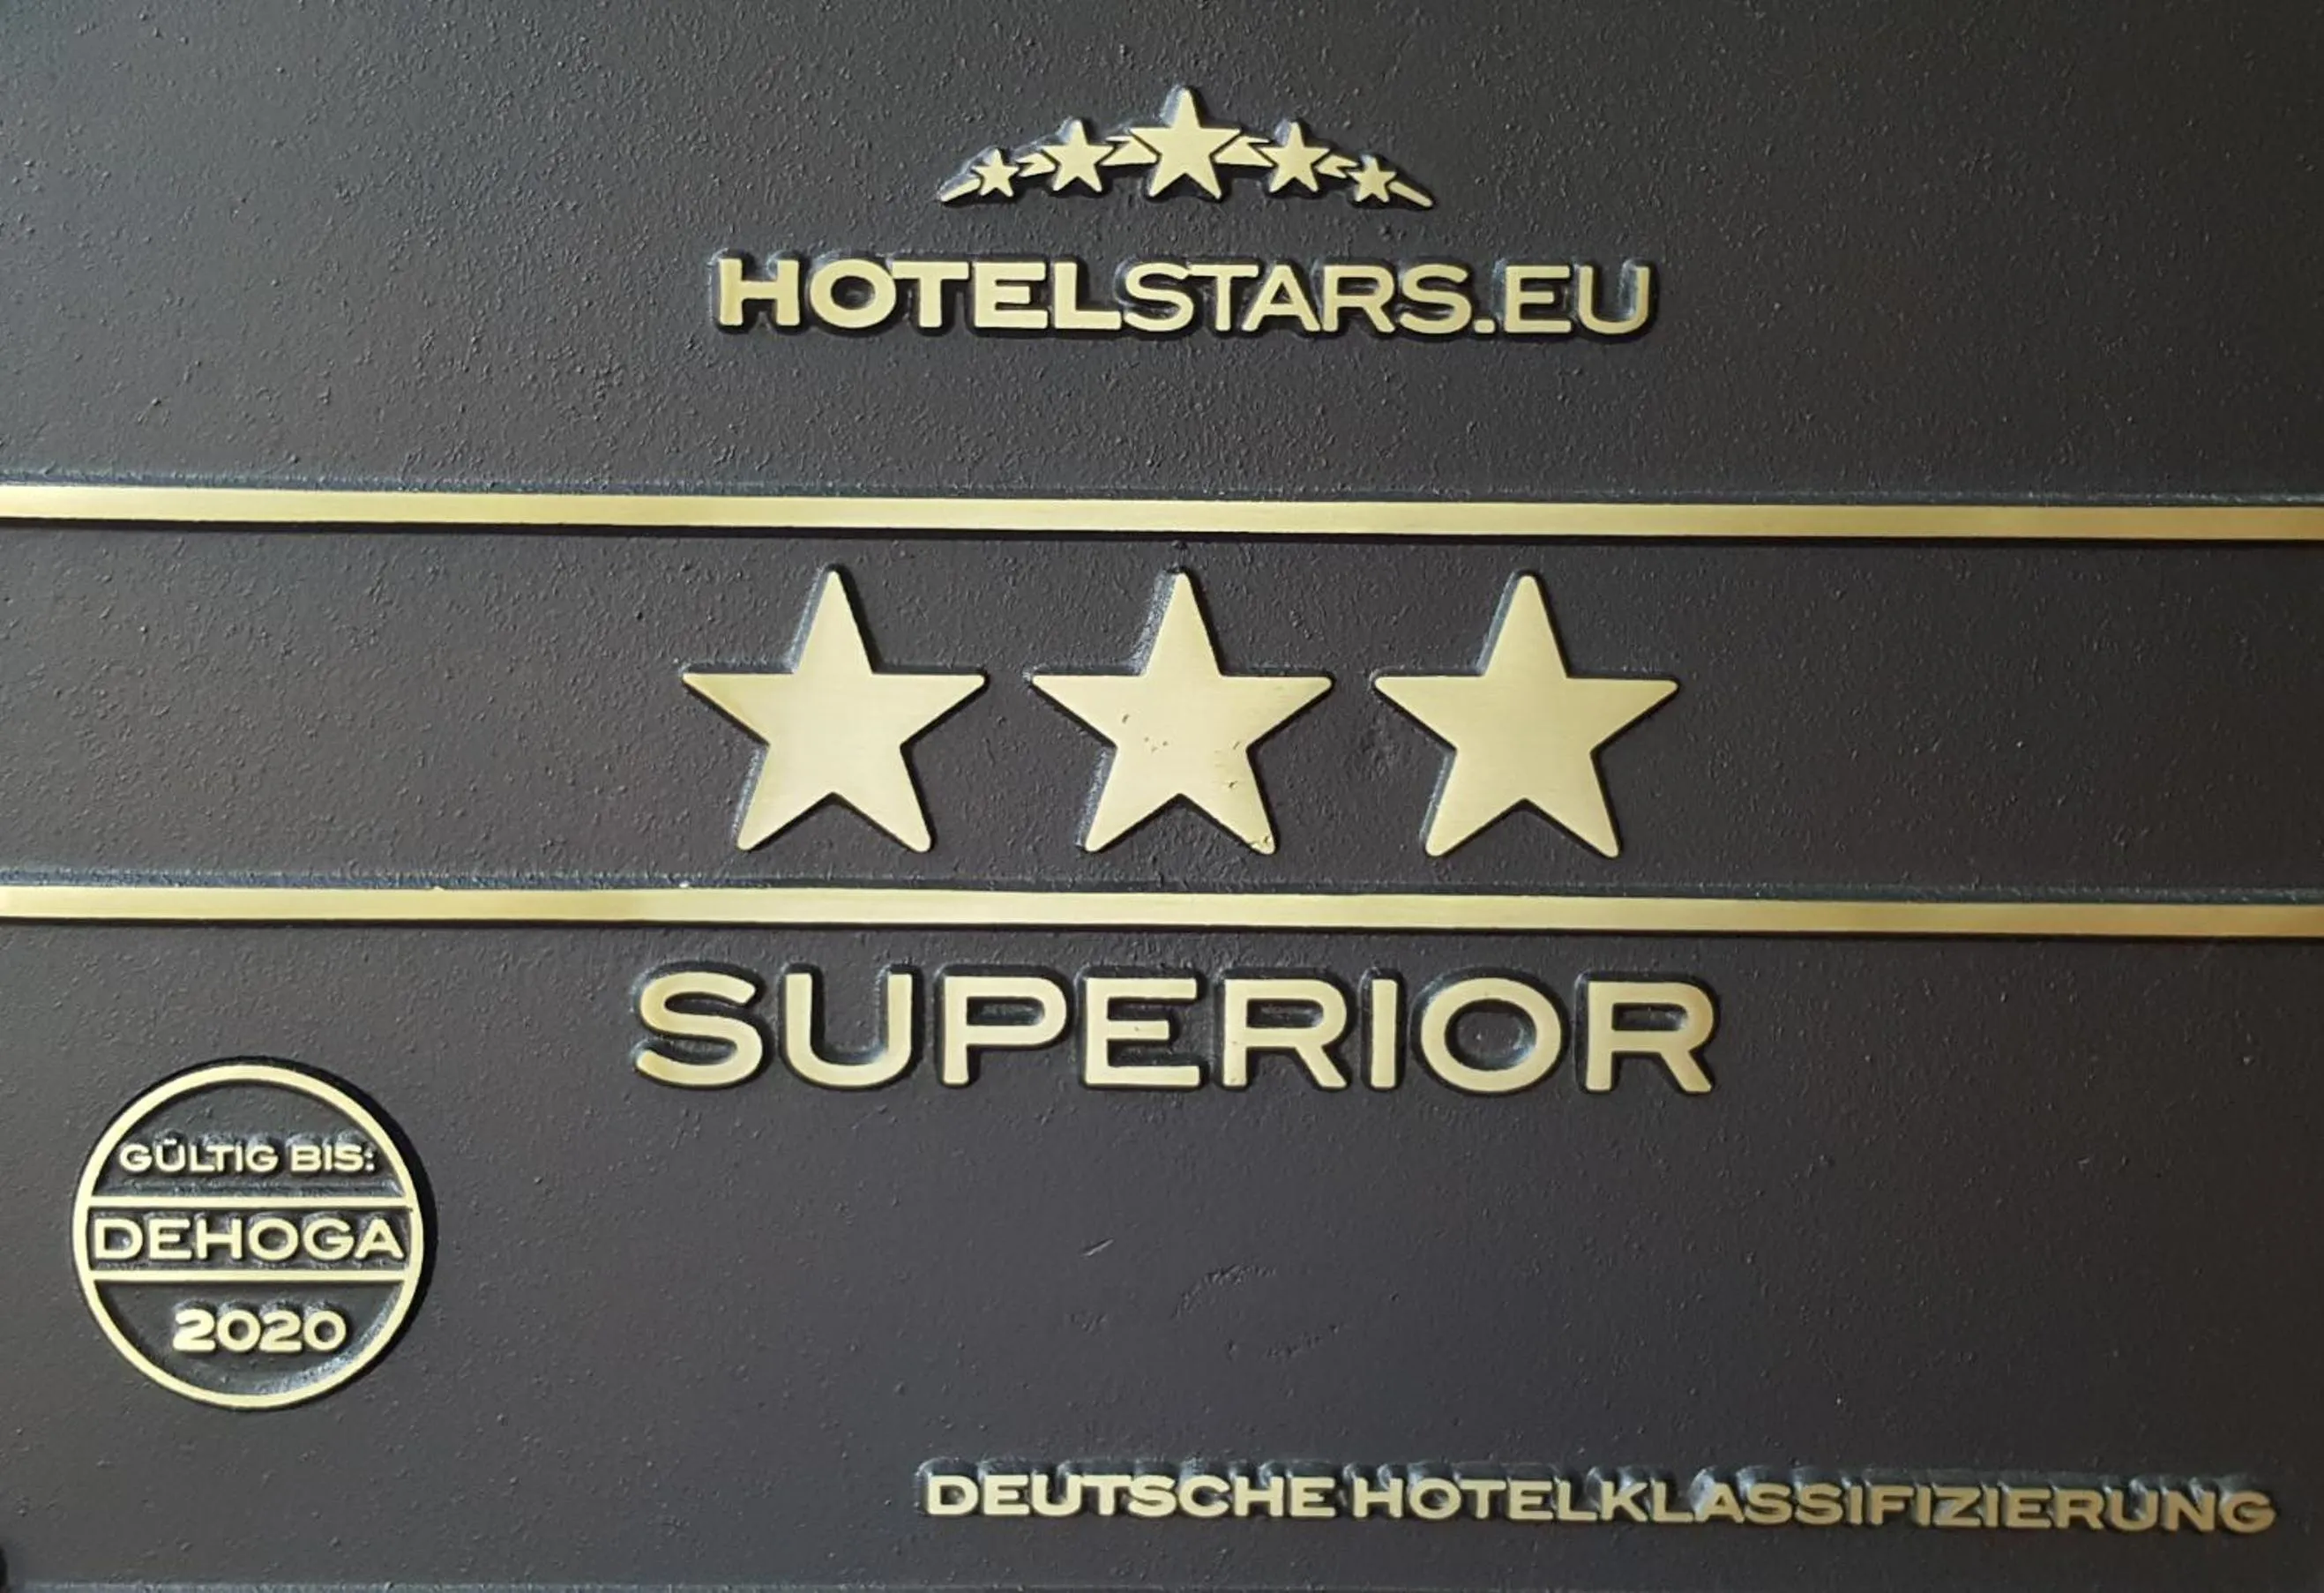 HOTELSTARS.EU
SUPERIOR
GÜLTIG BIS:
DEHOGA
2020
DEUTSCHE HOTELKLASSIFIZIERUNG